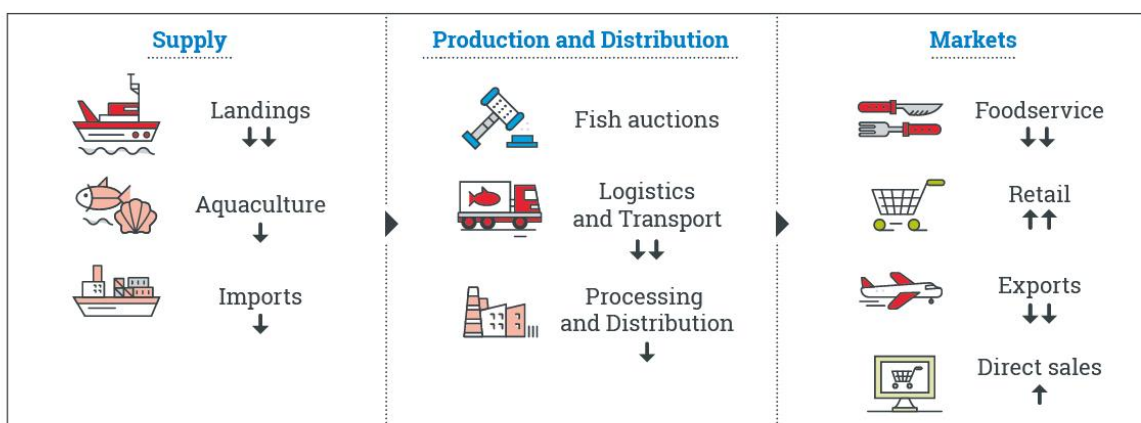 Supply
Landings
Aquaculture
Imports
Production and Distribution
Fish auctions
Logistics
and Transport
Processing
and Distribution
Markets
Foodservice
Retail
Exports
Direct sales